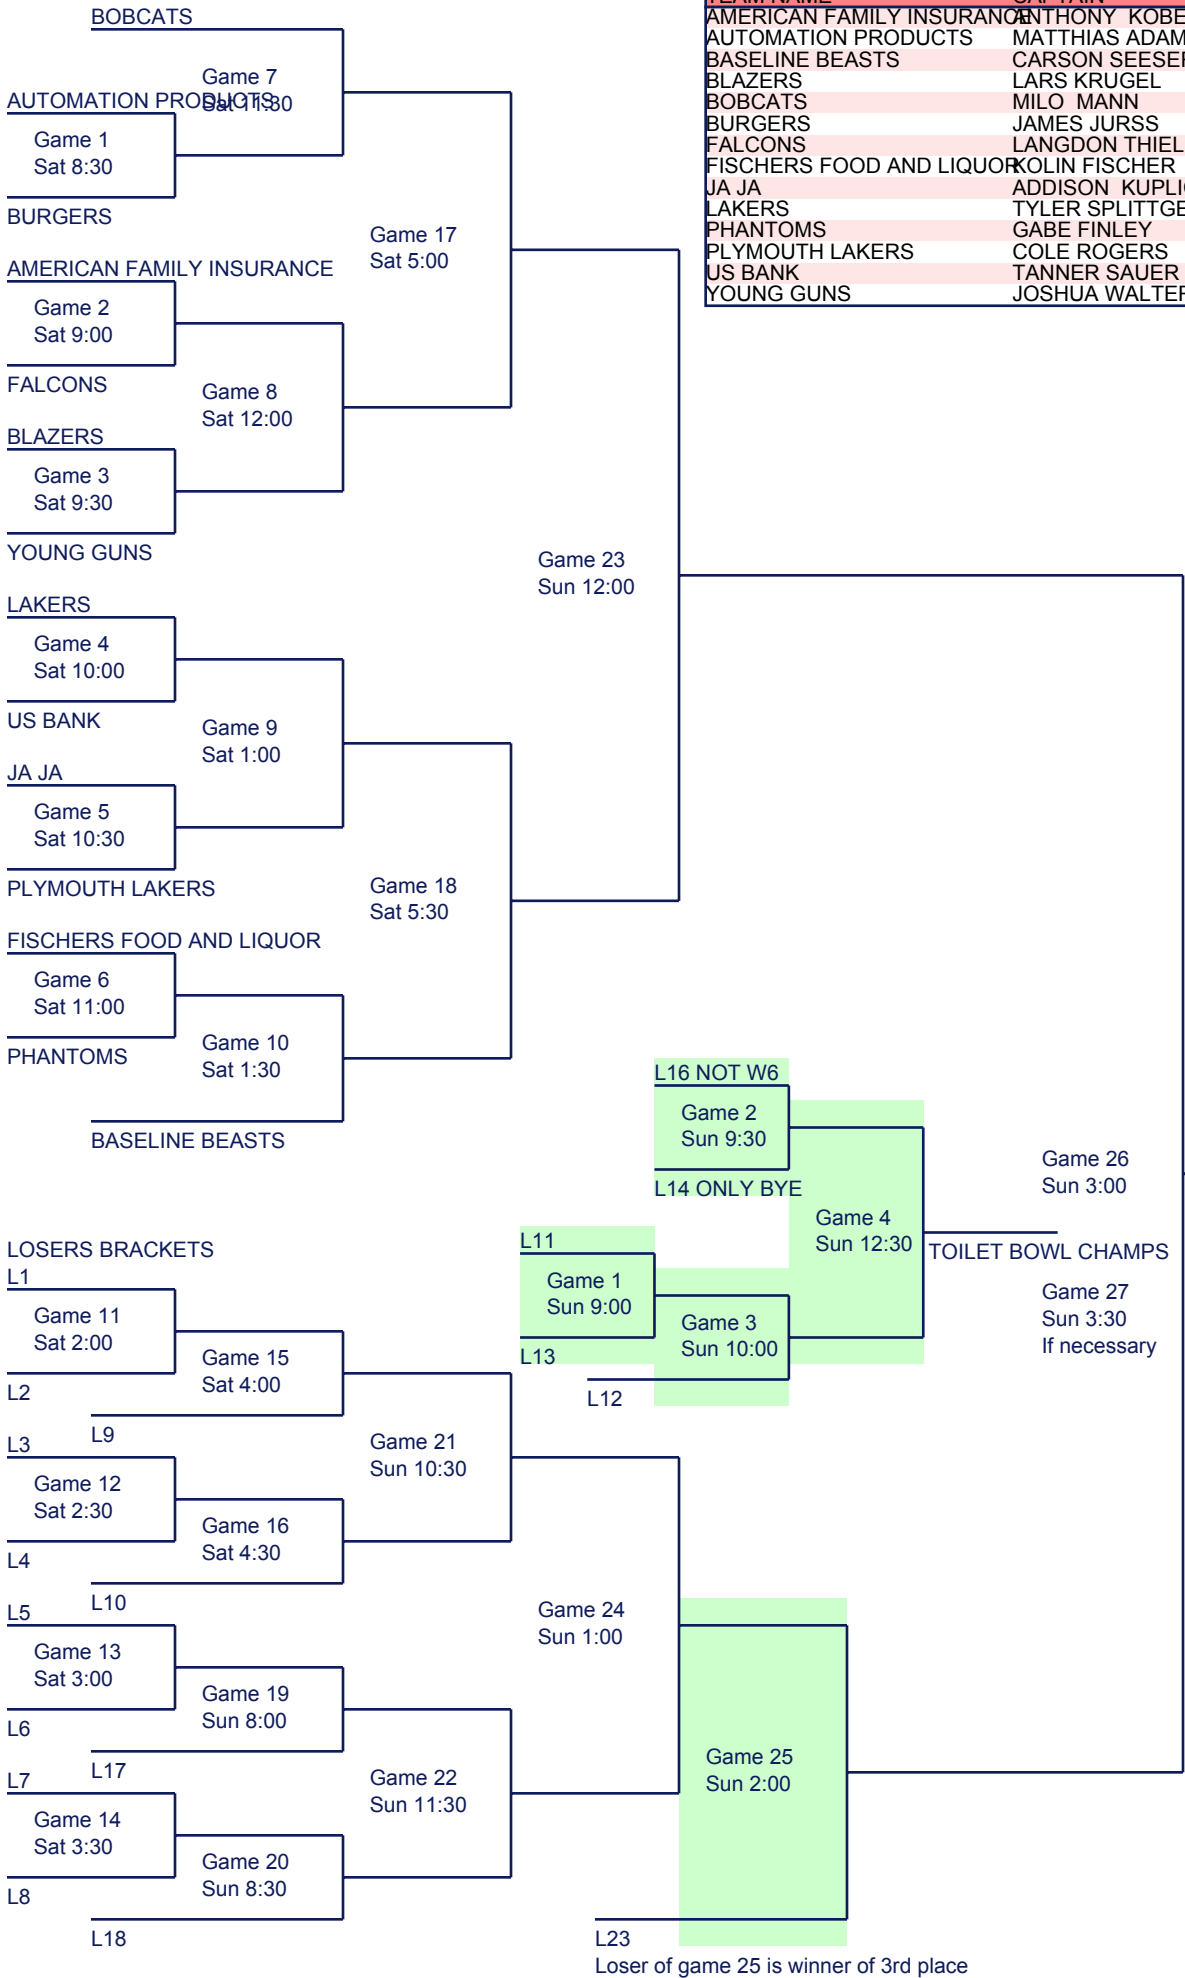 BOBCATS
Game 7
Sat 11:30
AUTOMATION PRODUCTS
Game 1
Sat 8:30
BURGERS
Game 17
Sat 5:00
AMERICAN FAMILY INSURANCE
Game 2
Sat 9:00
FALCONS
Game 8
Sat 12:00
BLAZERS
Game 3
Sat 9:30
YOUNG GUNS
Game 23
Sun 12:00
LAKERS
Game 4
Sat 10:00
US BANK
Game 9
Sat 1:00
JA JA
Game 5
Sat 10:30
PLYMOUTH LAKERS
Game 18
Sat 5:30
FISCHERS FOOD AND LIQUOR
Game 6
Sat 11:00
PHANTOMS
Game 10
Sat 1:30
BASELINE BEASTS
TEAM NAME CAPTAIN
AMERICAN FAMILY INSURANCE ANTHONY KOBE
AUTOMATION PRODUCTS MATTHIAS ADAM
BASELINE BEASTS CARSON SEESER
BLAZERS LARS KRUGEL
BOBCATS MILO MANN
BURGERS JAMES JURSS
FALCONS LANGDON THIEL
FISCHERS FOOD AND LIQUOR KOLIN FISCHER
JA JA ADDISON KUPLI
LAKERS TYLER SPLITTGE
PHANTOMS GABE FINLEY
PLYMOUTH LAKERS COLE ROGERS
US BANK TANNER SAUER
YOUNG GUNS JOSHUA WALTER
L16 NOT W6
Game 2
Sun 9:30
L14 ONLY BYE
Game 4
Sun 12:30
L11
Game 1
Sun 9:00
L13
Game 3
Sun 10:00
L12
TOILET BOWL CHAMPS
Game 26
Sun 3:00
Game 27
Sun 3:30
If necessary
LOSERS BRACKETS
L1
Game 11
Sat 2:00
L2
Game 15
Sat 4:00
L9
L3
Game 12
Sat 2:30
L4
Game 16
Sat 4:30
L10
Game 21
Sun 10:30
L5
Game 13
Sat 3:00
L6
Game 19
Sun 8:00
L17
L7
Game 14
Sat 3:30
L8
Game 20
Sun 8:30
L18
Game 22
Sun 11:30
Game 24
Sun 1:00
Game 25
Sun 2:00
L23
Loser of game 25 is winner of 3rd place